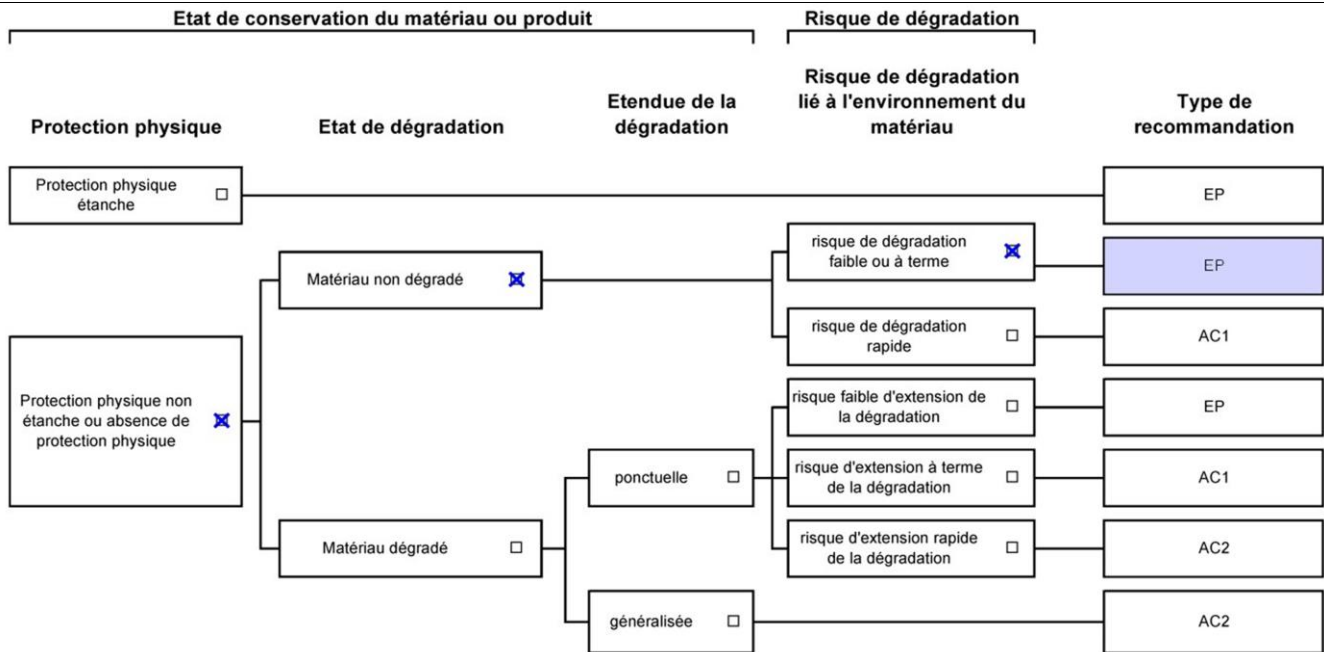 Etat de conservation du matériau ou produit
Risque de dégradation
Protection physique
Etat de dégradation
Etendue de la
dégradation
Risque de dégradation
lié à l'environnement du
matériau
Type de
recommandation
Protection physique
étanche
EP
risque de dégradation
faible ou à terme
EP
Matériau non dégradé
risque de dégradation
rapide
AC1
Protection physique non
étanche ou absence de
protection physique
risque faible d'extension de
la dégradation
EP
ponctuelle
risque d'extension à terme
de la dégradation
AC1
Matériau dégradé
risque d'extension rapide
de la dégradation
AC2
généralisée
AC2